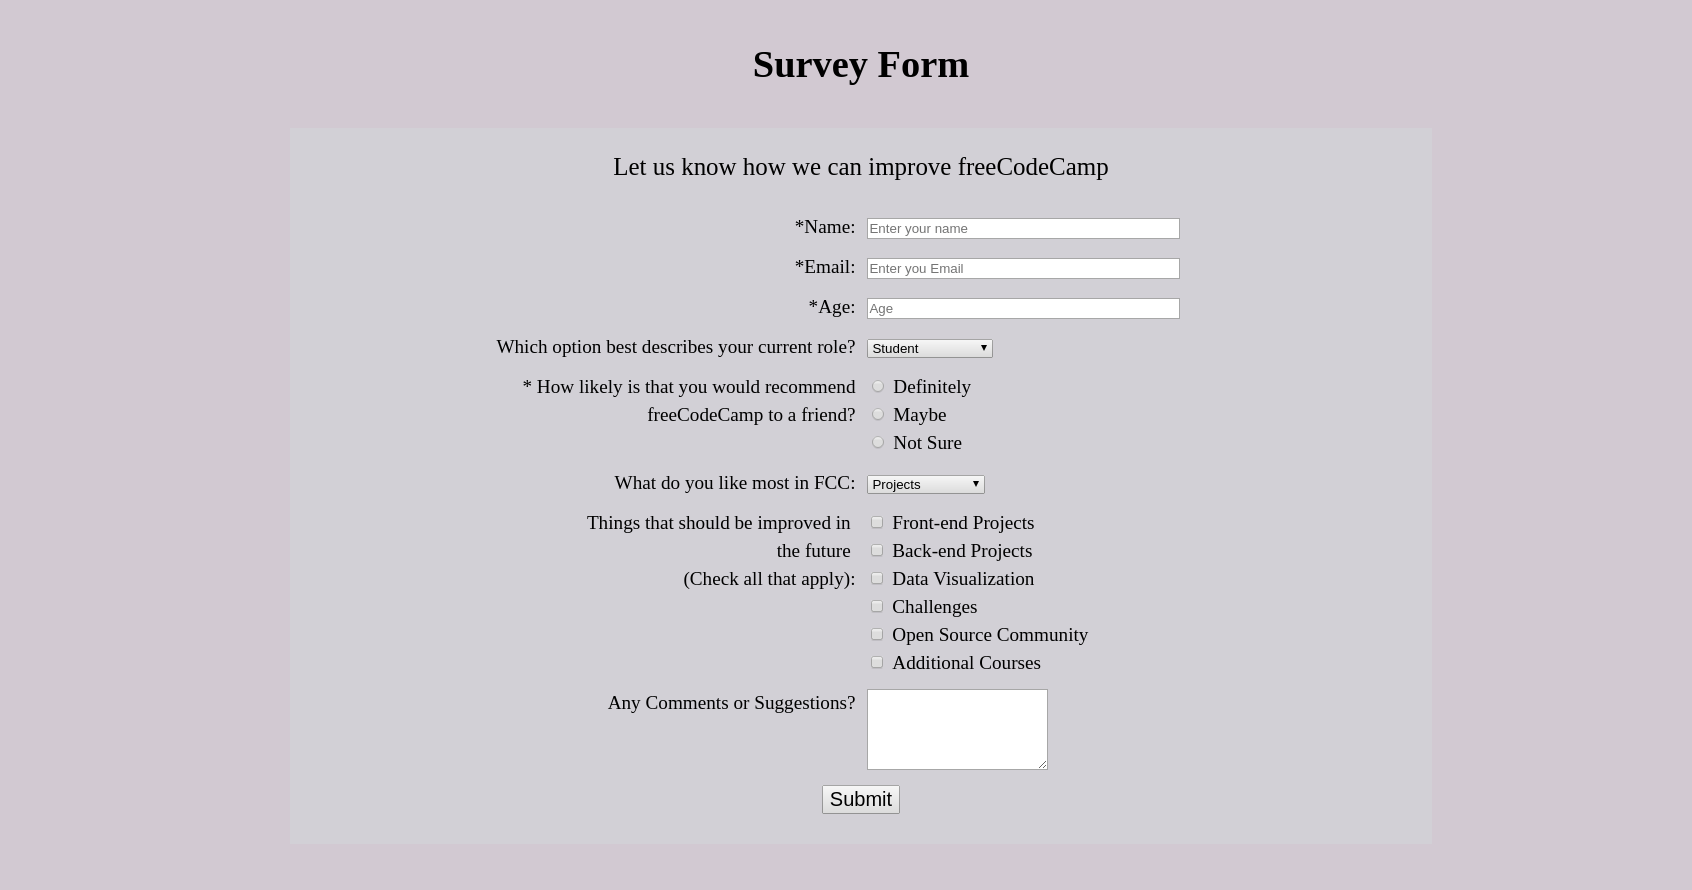 Survey Form
Let us know how we can improve freeCodeCamp
*Name: Enter your name
*Email: Enter you Email
*Age: Age
Which option best describes your current role? Student
* How likely is that you would recommend Definitely
freeCodeCamp to a friend? Maybe
Not Sure
What do you like most in FCC: Projects
Things that should be improved in Front-end Projects
the future Back-end Projects
(Check all that apply): Data Visualization
Challenges
Open Source Community
Additional Courses
Any Comments or Suggestions?
Submit